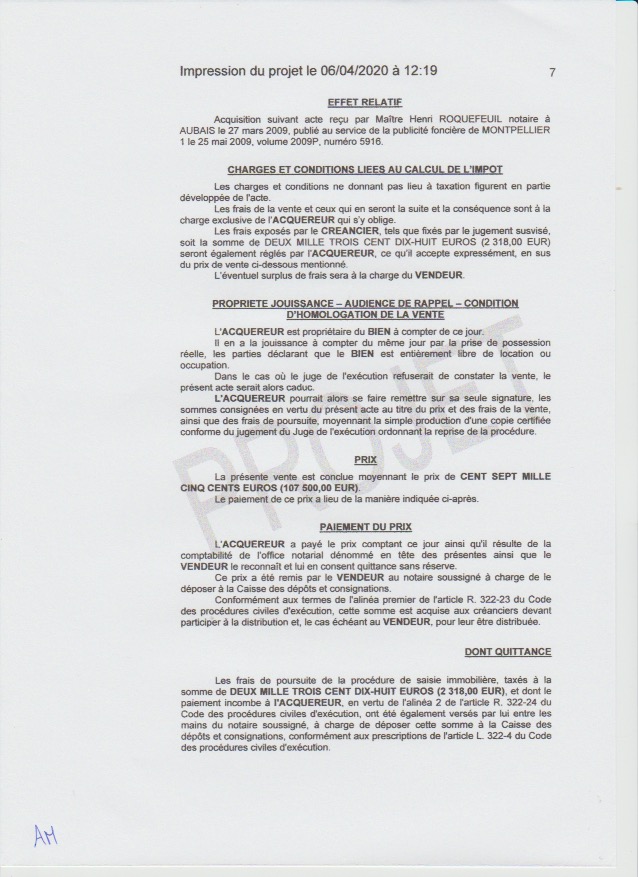 Impression du projet le 06/04/2020 à 12:19
7
EFFET RELATIF
Acquisition suivant acte reçu par Maître Henri ROQUEFEUIL notaire à
AUBAIS le 27 mars 2009, publié au service de la publicité foncière de MONTPELLIER
1 le 25 mai 2009, volume 2009P, numéro 5916.
CHARGES ET CONDITIONS LIEES AU CALCUL DE L'IMPOT
Les charges et conditions ne donnant pas lieu à taxation figurent en partie
développée de l'acte.
Les frais de la vente et ceux qui en seront la suite et la conséquence sont à la
charge exclusive de l'ACQUEREUR qui s'y oblige.
Les frais exposés par le CREANCIER, tels que fixés par le jugement susvisé,
soit la somme de DEUX MILLE TROIS CENT DIX-HUIT EUROS (2 318,00 EUR)
seront également réglés par l'ACQUEREUR, ce qu'il accepte expressément, en sus
du prix de vente ci-dessous mentionné.
L'éventuel surplus de frais sera à la charge du VENDEUR.
PROPRIETE JOUISSANCE – AUDIENCE DE RAPPEL – CONDITION
D'HOMOLOGATION DE LA VENTE
L'ACQUEREUR est propriétaire du BIEN à compter de ce jour.
Il en a la jouissance à compter du même jour par la prise de possession
réelle, les parties déclarant que le BIEN est entièrement libre de location ou
occupation.
Dans le cas où le juge de l'exécution refuserait de constater la vente, le
présent acte serait alors caduc.
L'ACQUEREUR pourrait alors se faire remettre sur sa seule signature, les
sommes consignées en vertu du présent acte au titre du prix et des frais de la vente,
ainsi que des frais de poursuite, moyennant la simple production d'une copie certifiée
conforme du jugement du Juge de l'exécution ordonnant la reprise de la procédure.
PROJET
PRIX
La présente vente est conclue moyennant le prix de CENT SEPT MILLE
CINQ CENTS EUROS (107 500,00 EUR).
Le paiement de ce prix a lieu de la manière indiquée ci-après.
PAIEMENT DU PRIX
L'ACQUEREUR a payé le prix comptant ce jour ainsi qu'il résulte de la
comptabilité de l'office notarial dénommé en tête des présentes ainsi que le
VENDEUR le reconnaît et lui en consent quittance sans réserve.
Ce prix a été remis par le VENDEUR au notaire soussigné à charge de le
déposer à la Caisse des dépôts et consignations.
Conformément aux termes de l'alinéa premier de l'article R. 322-23 du Code
des procédures civiles d'exécution, cette somme est acquise aux créanciers devant
participer à la distribution et, le cas échéant au VENDEUR, pour leur être distribuée.
DONT QUITTANCE
Les frais de poursuite de la procédure de saisie immobilière, taxés à la
somme de DEUX MILLE TROIS CENT DIX-HUIT EUROS (2 318,00 EUR), et dont le
paiement incombe à l'ACQUEREUR, en vertu de l'alinéa 2 de l'article R. 322-24 du
Code des procédures civiles d'exécution, ont été également versés par lui entre les
mains du notaire soussigné, à charge de déposer cette somme à la Caisse des
dépôts et consignations, conformément aux prescriptions de l'article L. 322-4 du Code
des procédures civiles d'exécution.
AM